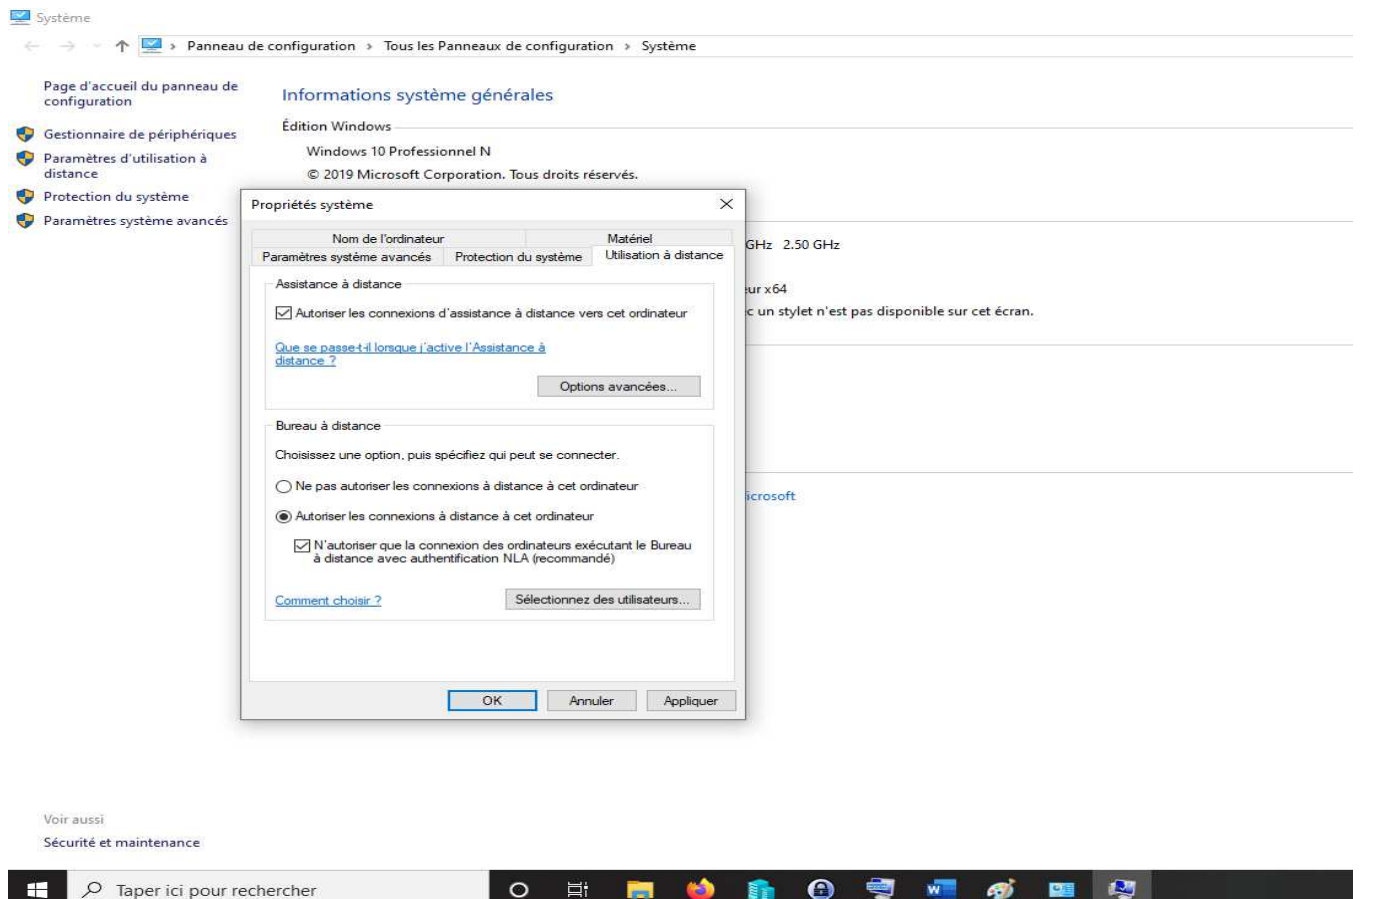 Système
Panneau de configuration › Tous les Panneaux de configuration › Système
Page d'accueil du panneau de
configuration
Gestionnaire de périphériques
Paramètres d'utilisation à
distance
Protection du système
Paramètres système avancés
Informations système générales
Édition Windows
Windows 10 Professionnel N
© 2019 Microsoft Corporation. Tous droits réservés.
GHz 2.50 GHz
eur x64
c un stylet n'est pas disponible sur cet écran.
icrosoft
Propriétés système
Nom de l'ordinateur
Matériel
Paramètres système avancés
Protection du système
Utilisation à distance
Assistance à distance
Autoriser les connexions d'assistance à distance vers cet ordinateur
Que se passe-t-il lorsque j'active l'Assistance à
distance ?
Options avancées...
Bureau à distance
Choisissez une option, puis spécifiez qui peut se connecter.
Ne pas autoriser les connexions à distance à cet ordinateur
Autoriser les connexions à distance à cet ordinateur
N'autoriser que la connexion des ordinateurs exécutant le Bureau
à distance avec authentification NLA (recommandé)
Comment choisir ?
Sélectionnez des utilisateurs...
OK
Annuler
Appliquer
Voir aussi
Sécurité et maintenance
Taper ici pour rechercher